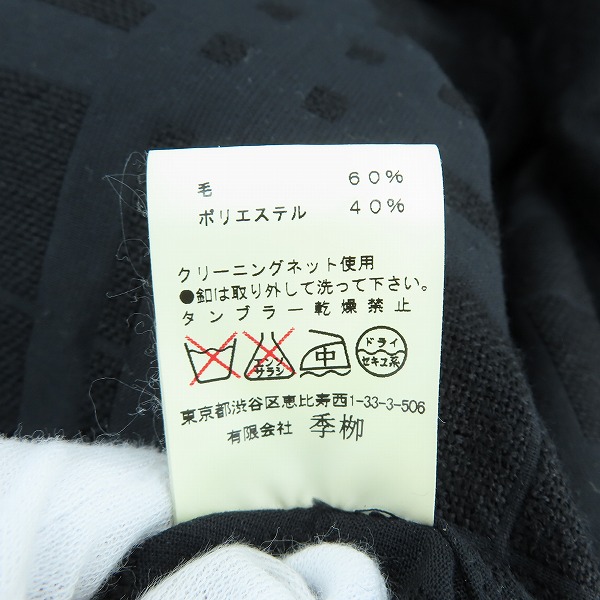 毛 60%
ポリエステル 40%
クリーニングネット使用
●釦は取り外して洗って下さい。
タンブラー乾燥禁止
エンソ サラシ 中 ドライ セキユ系
東京都渋谷区恵比寿西1-33-3-506
有限会社 季栁